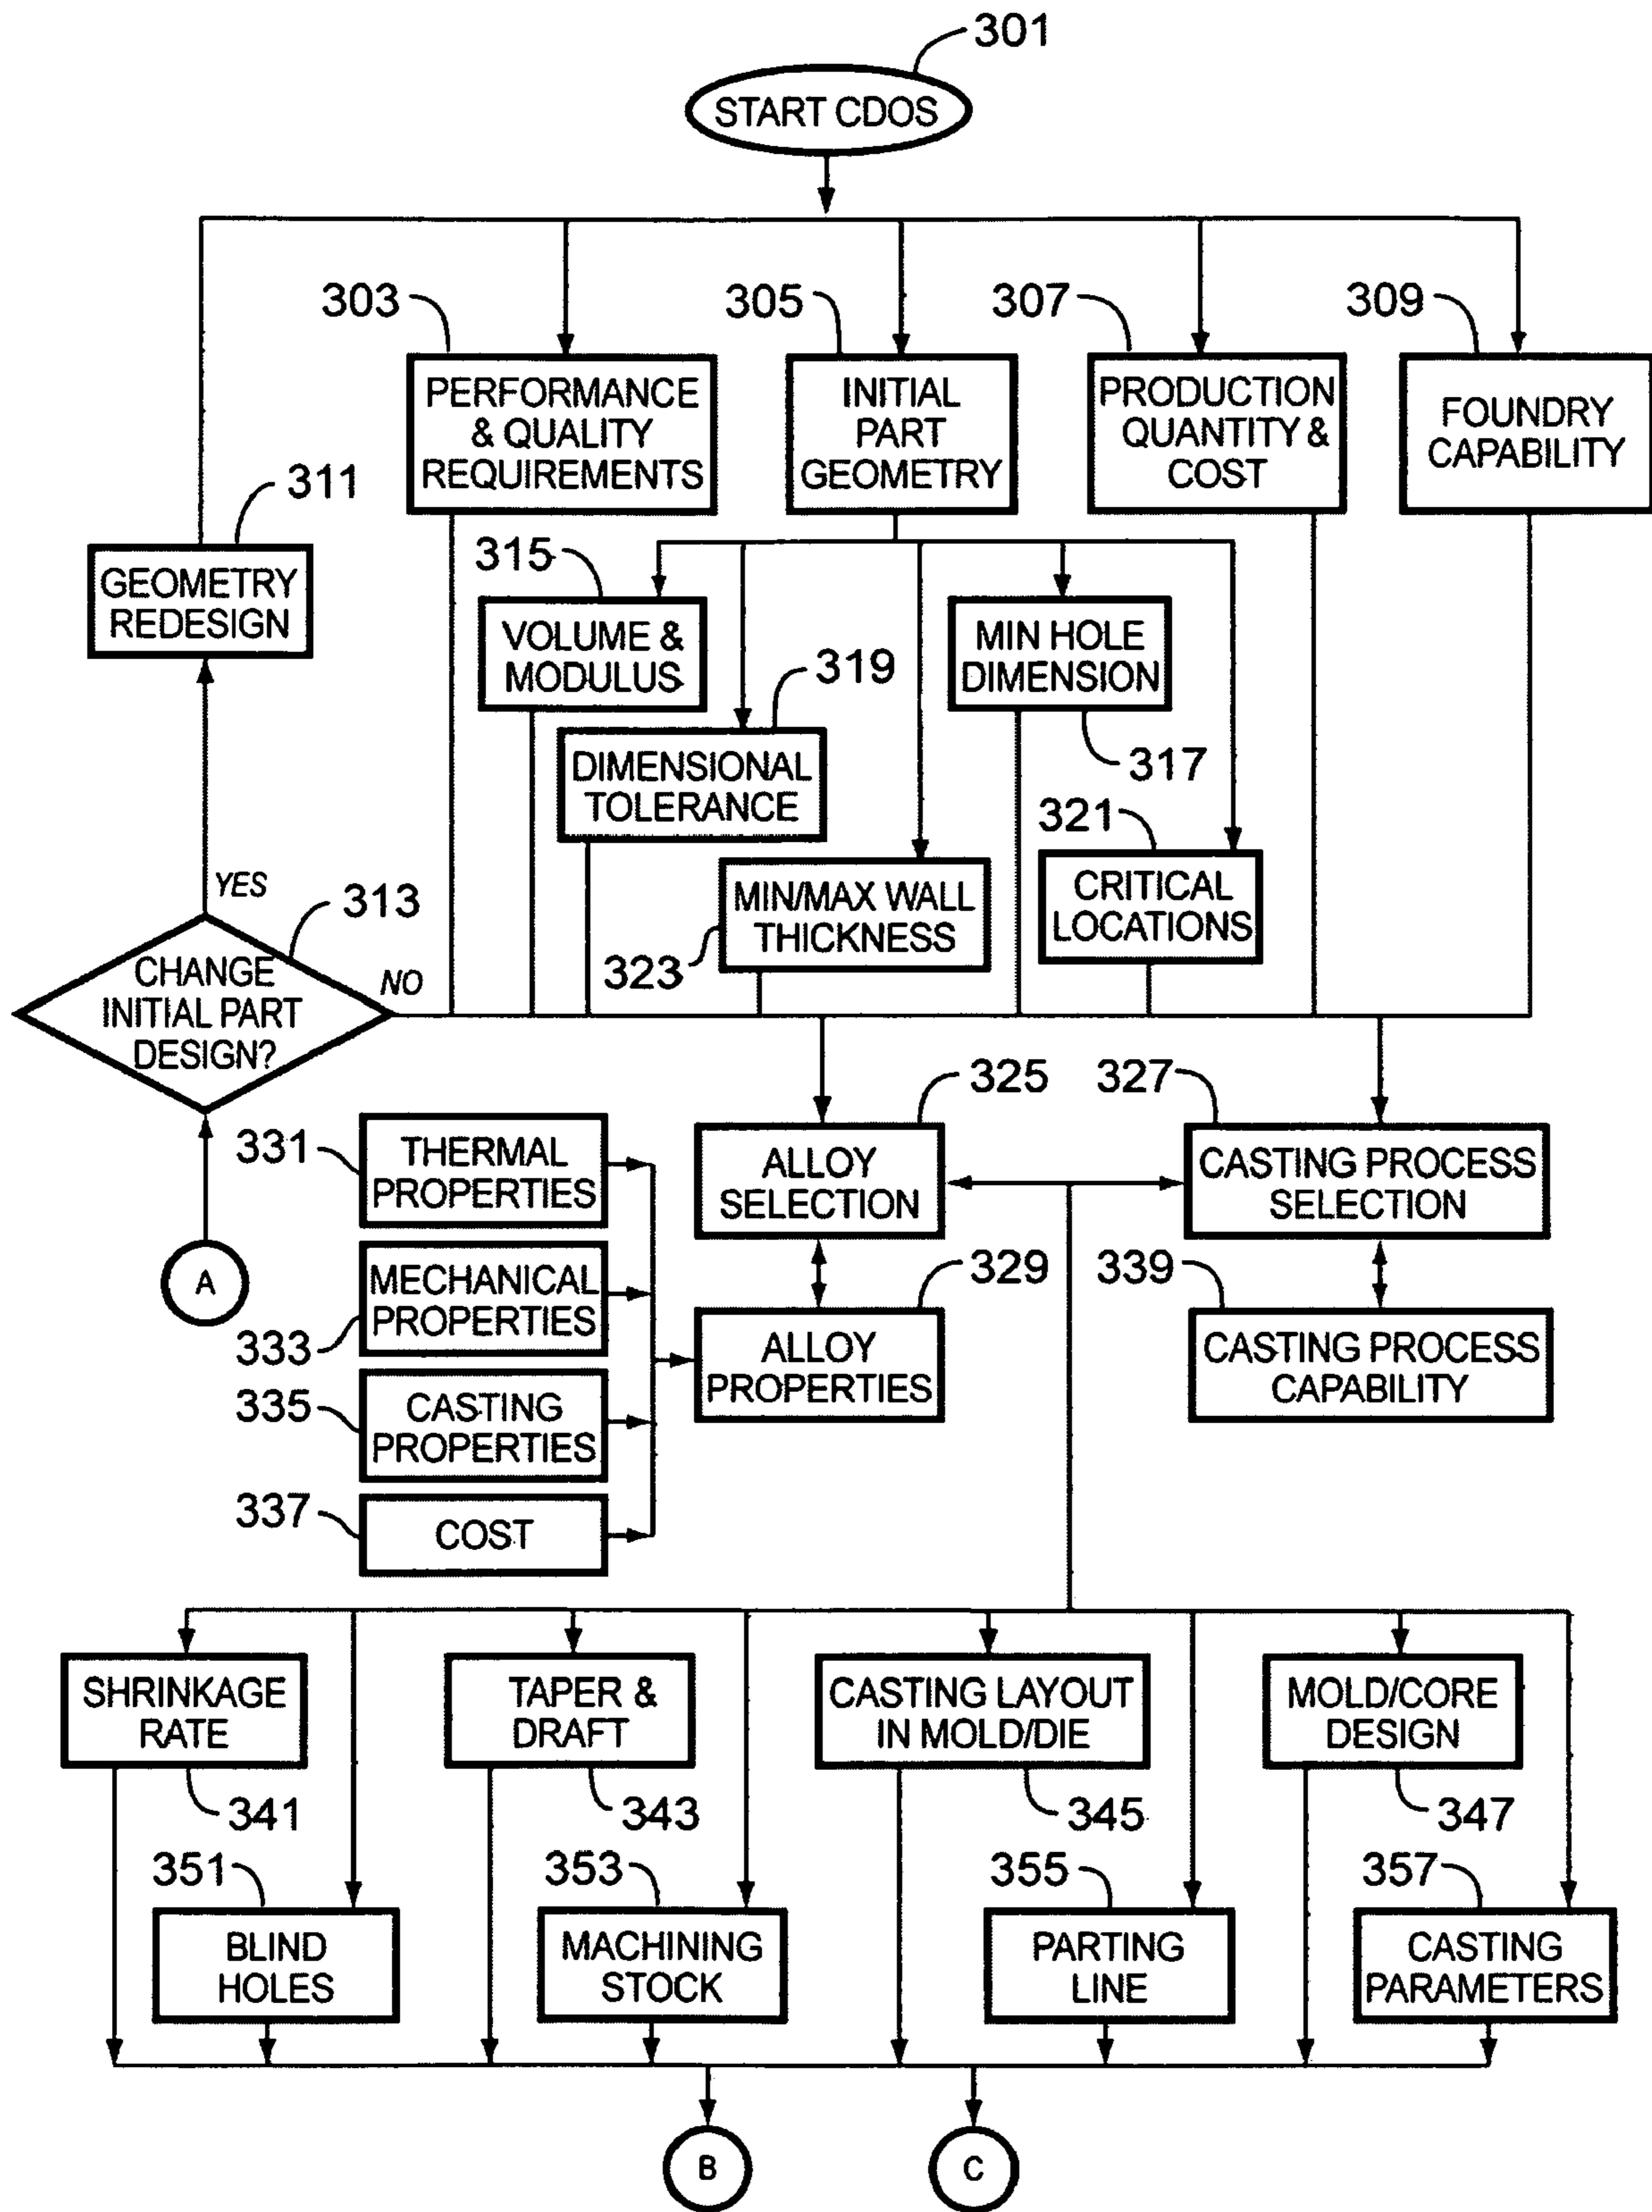 301
START CDOS
303
305
307
309
PERFORMANCE
& QUALITY
REQUIREMENTS
INITIAL
PART
GEOMETRY
PRODUCTION
QUANTITY &
COST
FOUNDRY
CAPABILITY
311
GEOMETRY
REDESIGN
315
VOLUME &
MODULUS
MIN HOLE
DIMENSION
317
319
DIMENSIONAL
TOLERANCE
321
CRITICAL
LOCATIONS
MIN/MAX WALL
THICKNESS
323
YES
313
CHANGE
INITIAL PART
DESIGN?
NO
A
325
ALLOY
SELECTION
327
CASTING PROCESS
SELECTION
331
THERMAL
PROPERTIES
333
MECHANICAL
PROPERTIES
335
CASTING
PROPERTIES
337
COST
329
ALLOY
PROPERTIES
339
CASTING PROCESS
CAPABILITY
SHRINKAGE
RATE
341
TAPER &
DRAFT
343
CASTING LAYOUT
IN MOLD/DIE
345
MOLD/CORE
DESIGN
347
351
BLIND
HOLES
353
MACHINING
STOCK
355
PARTING
LINE
357
CASTING
PARAMETERS
B
C